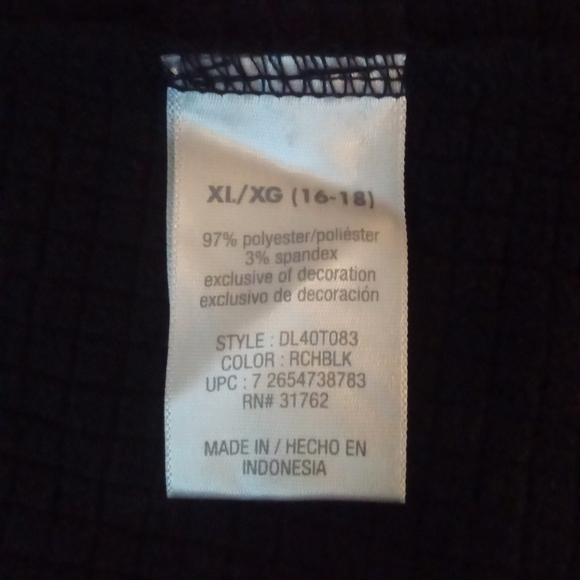 XL/XG (16-18)
97% polyester/poliéster
3% spandex
exclusive of decoration
exclusivo de decoración
STYLE : DL40T083
COLOR : RCHBLK
UPC : 7 2654738783
RN# 31762
MADE IN / HECHO EN
INDONESIA